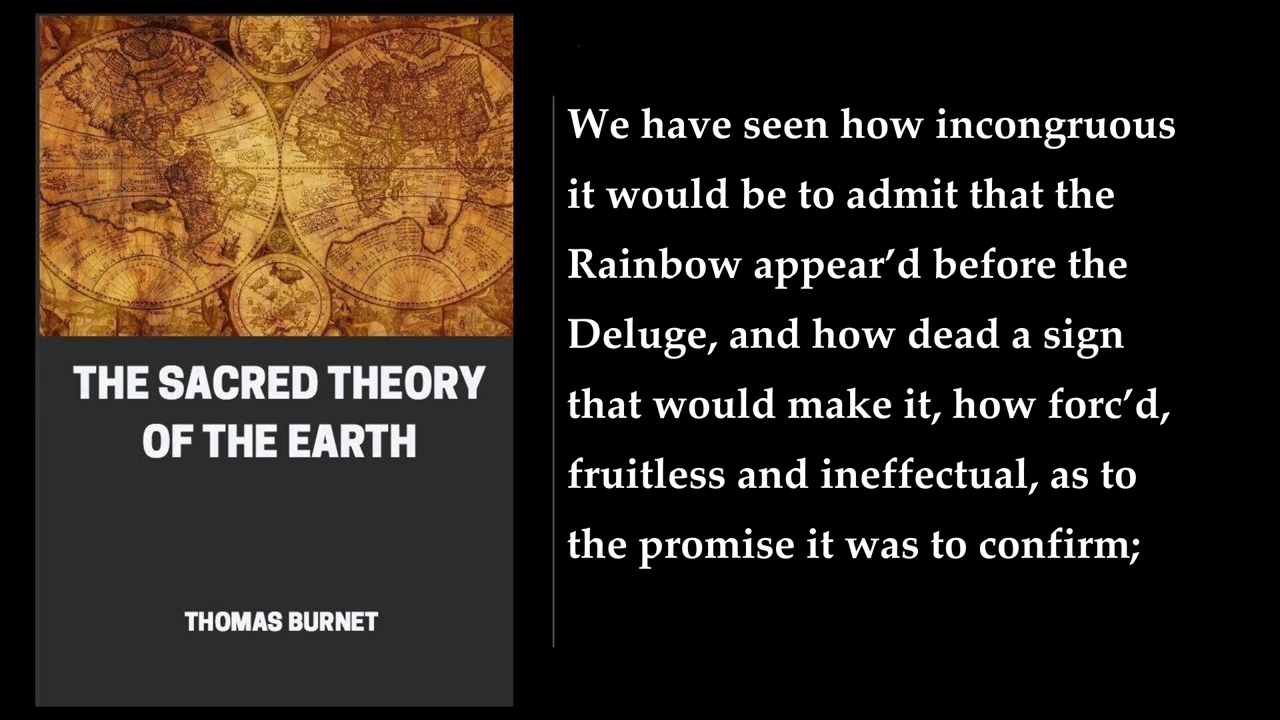 THE SACRED THEORY
OF THE EARTH
THOMAS BURNET
We have seen how incongruous
it would be to admit that the
Rainbow appear’d before the
Deluge, and how dead a sign
that would make it, how forc’d,
fruitless and ineffectual, as to
the promise it was to confirm;